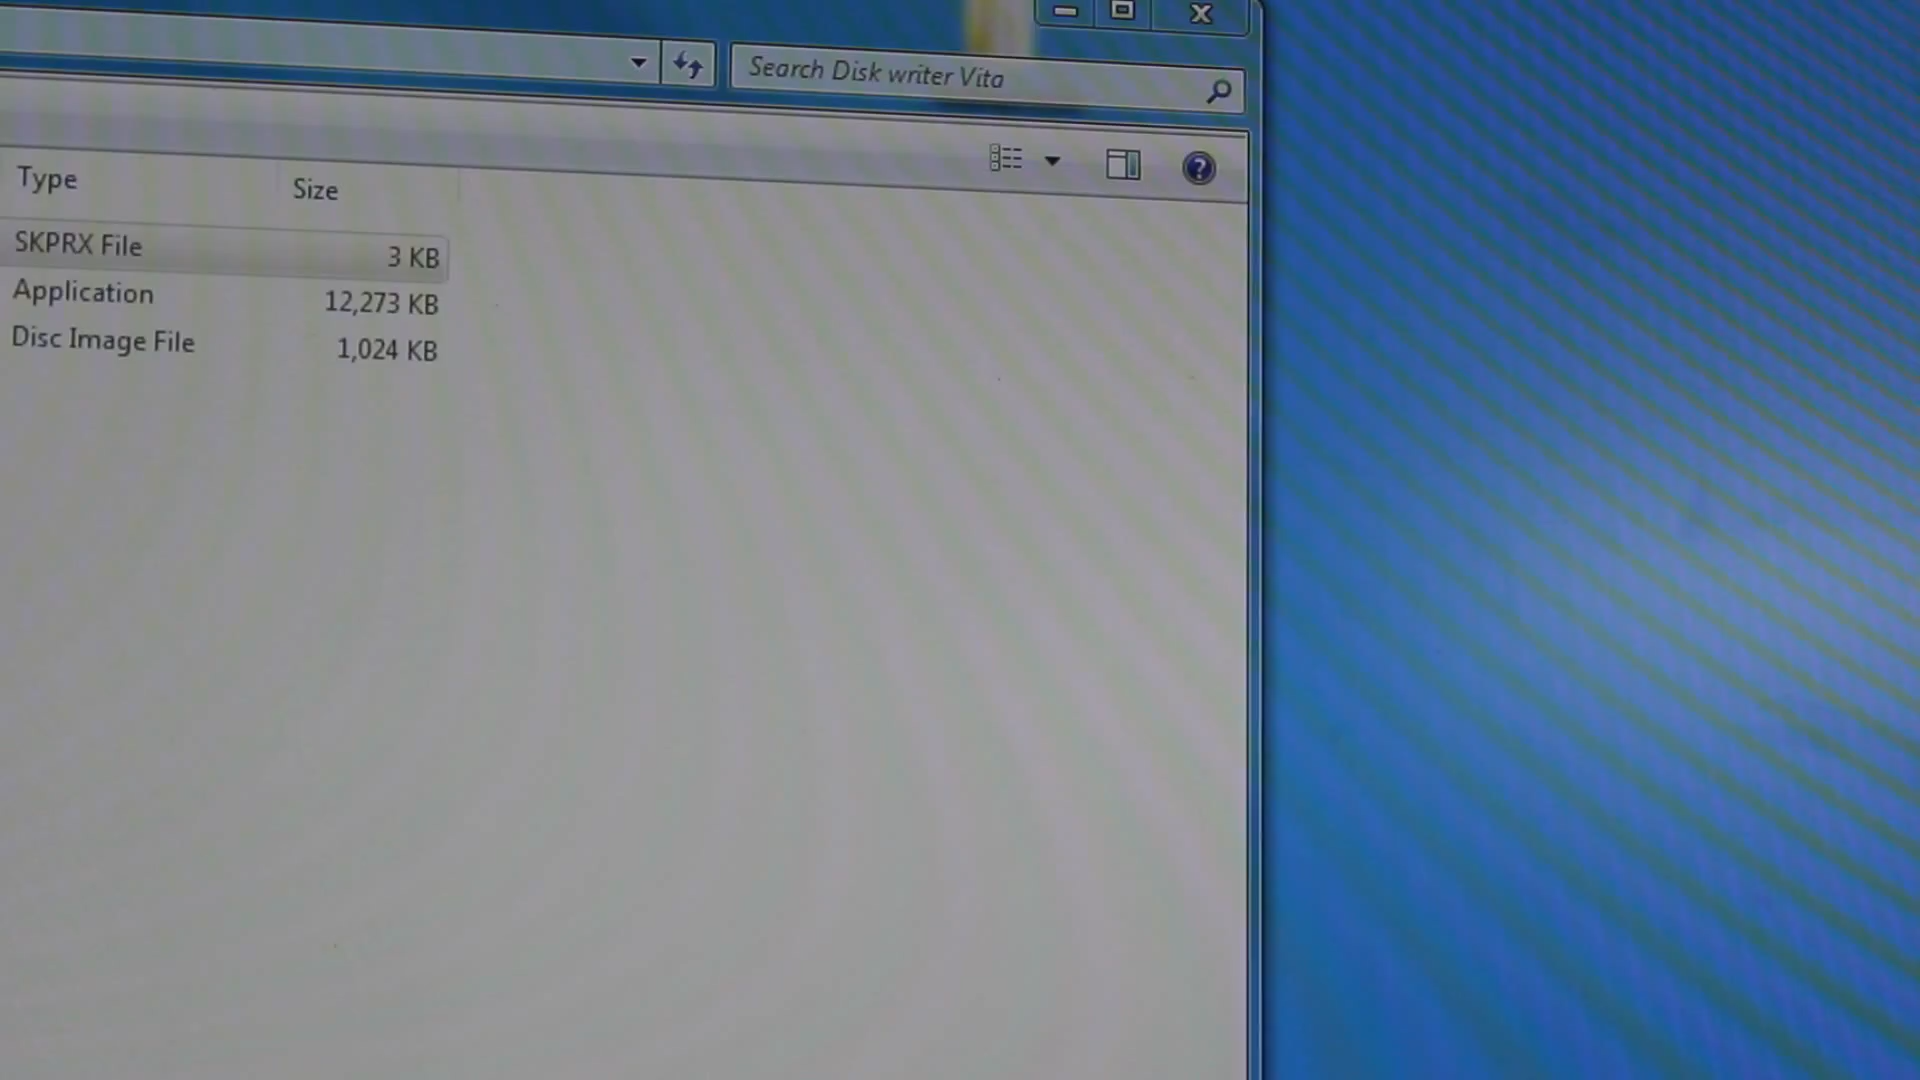 Search Disk writer Vita
Type Size
SKPRX File 3 KB
Application 12,273 KB
Disc Image File 1,024 KB